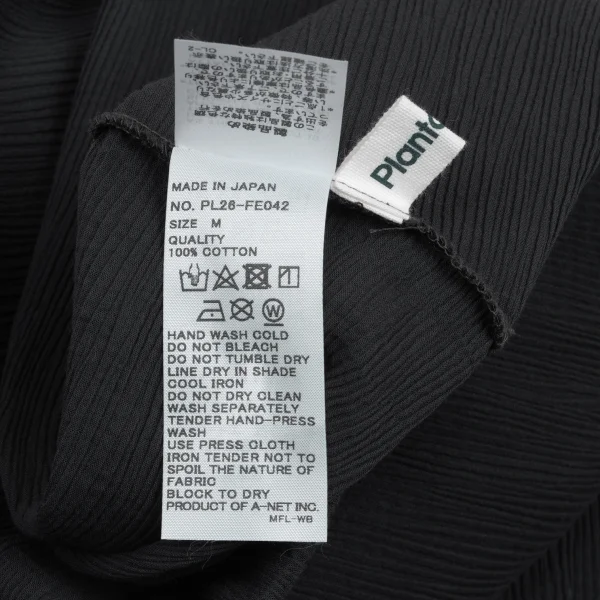 Planto
MADE IN JAPAN
NO. PL26-FE042
SIZE M
QUALITY
100% COTTON
W
HAND WASH COLD
DO NOT BLEACH
DO NOT TUMBLE DRY
LINE DRY IN SHADE
COOL IRON
DO NOT DRY CLEAN
WASH SEPARATELY
TENDER HAND-PRESS
WASH
USE PRESS CLOTH
IRON TENDER NOT TO
SPOIL THE NATURE OF
FABRIC
BLOCK TO DRY
PRODUCT OF A-NET INC.
MFL-WB